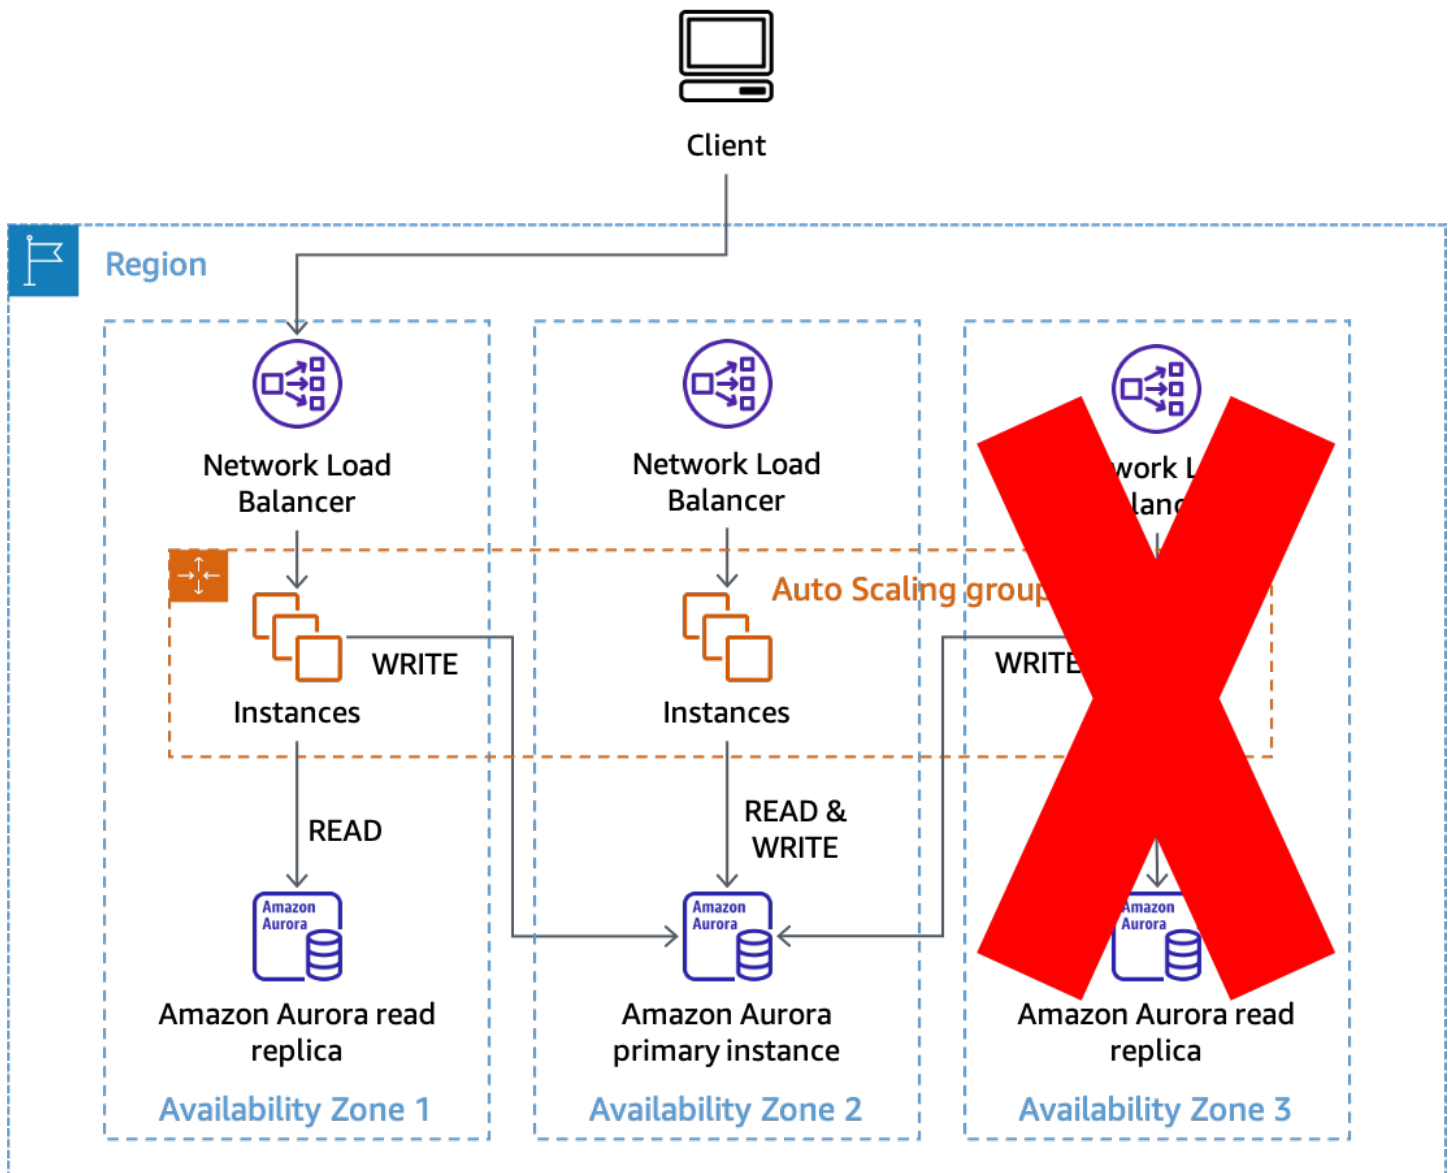 Client
Region
Network Load
Balancer
Network Load
Balancer
Auto Scaling group
WRITE
Instances
Instances
WRITE
READ
READ &
WRITE
Amazon
Aurora
Amazon Aurora read
replica
Amazon
Aurora
Amazon Aurora
primary instance
Amazon
Aurora
Amazon Aurora read
replica
Availability Zone 1
Availability Zone 2
Availability Zone 3